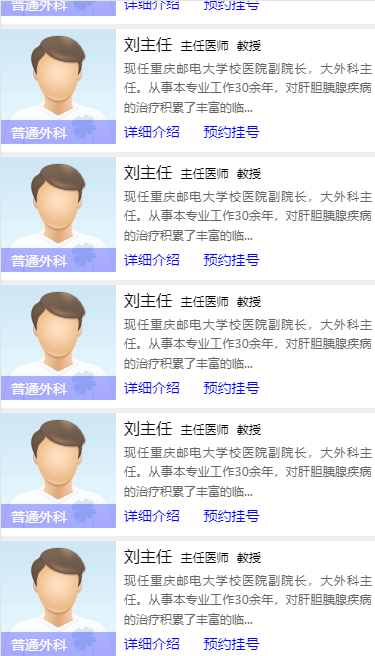 普通外科
详细介绍 预约挂号
刘主任 主任医师 教授
现任重庆邮电大学校医院副院长，大外科主
任。从事本专业工作30余年，对肝胆胰腺疾病
的治疗积累了丰富的临...
普通外科
详细介绍 预约挂号
刘主任 主任医师 教授
现任重庆邮电大学校医院副院长，大外科主
任。从事本专业工作30余年，对肝胆胰腺疾病
的治疗积累了丰富的临...
普通外科
详细介绍 预约挂号
刘主任 主任医师 教授
现任重庆邮电大学校医院副院长，大外科主
任。从事本专业工作30余年，对肝胆胰腺疾病
的治疗积累了丰富的临...
普通外科
详细介绍 预约挂号
刘主任 主任医师 教授
现任重庆邮电大学校医院副院长，大外科主
任。从事本专业工作30余年，对肝胆胰腺疾病
的治疗积累了丰富的临...
普通外科
详细介绍 预约挂号
刘主任 主任医师 教授
现任重庆邮电大学校医院副院长，大外科主
任。从事本专业工作30余年，对肝胆胰腺疾病
的治疗积累了丰富的临...
普通外科
详细介绍 预约挂号